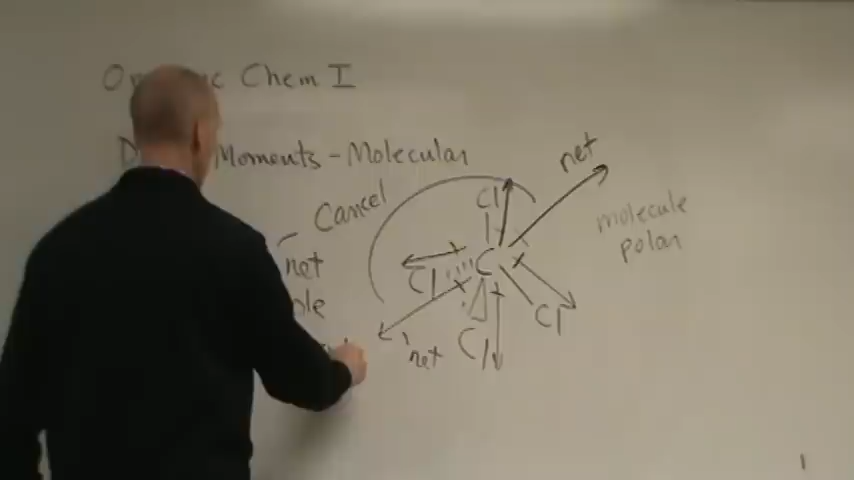 Chem I
Moments - Molecular
Cancel
net
net
molecule
polar
Cl
C
Cl
Cl
Cl
net